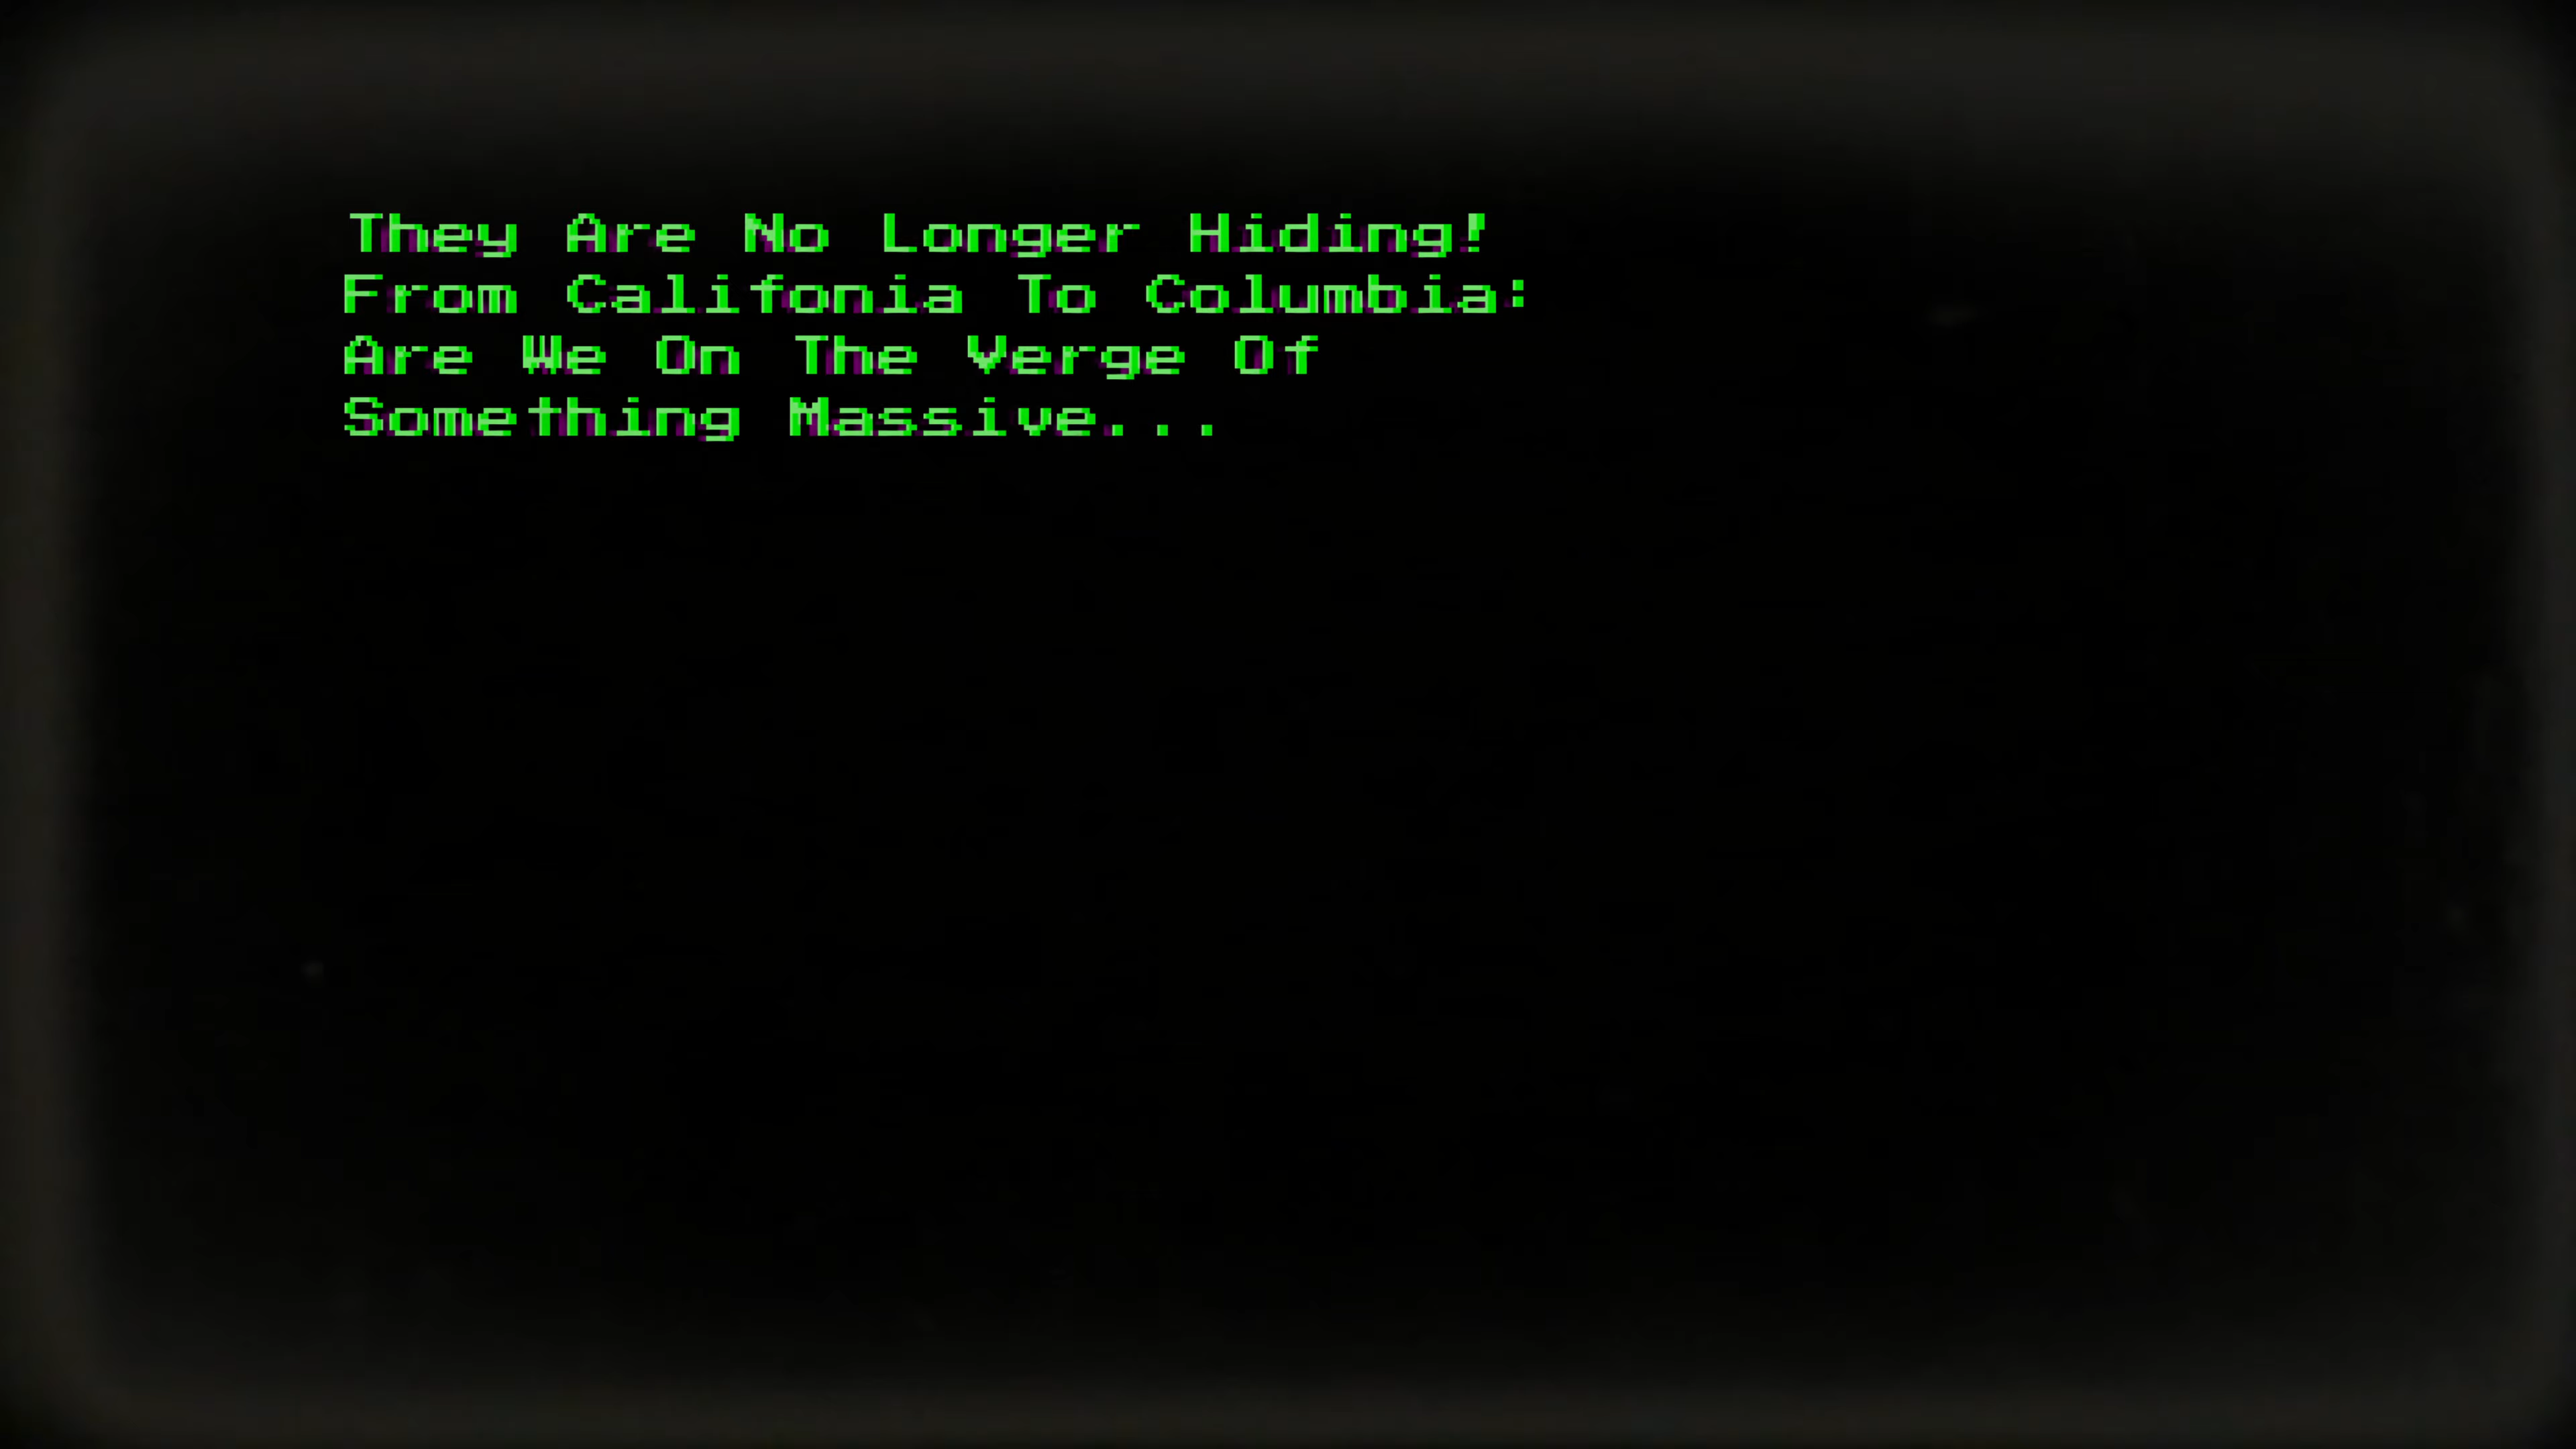 They Are No Longer Hiding!
From Califonia To Columbia:
Are We On The Verge Of
Something Massive...